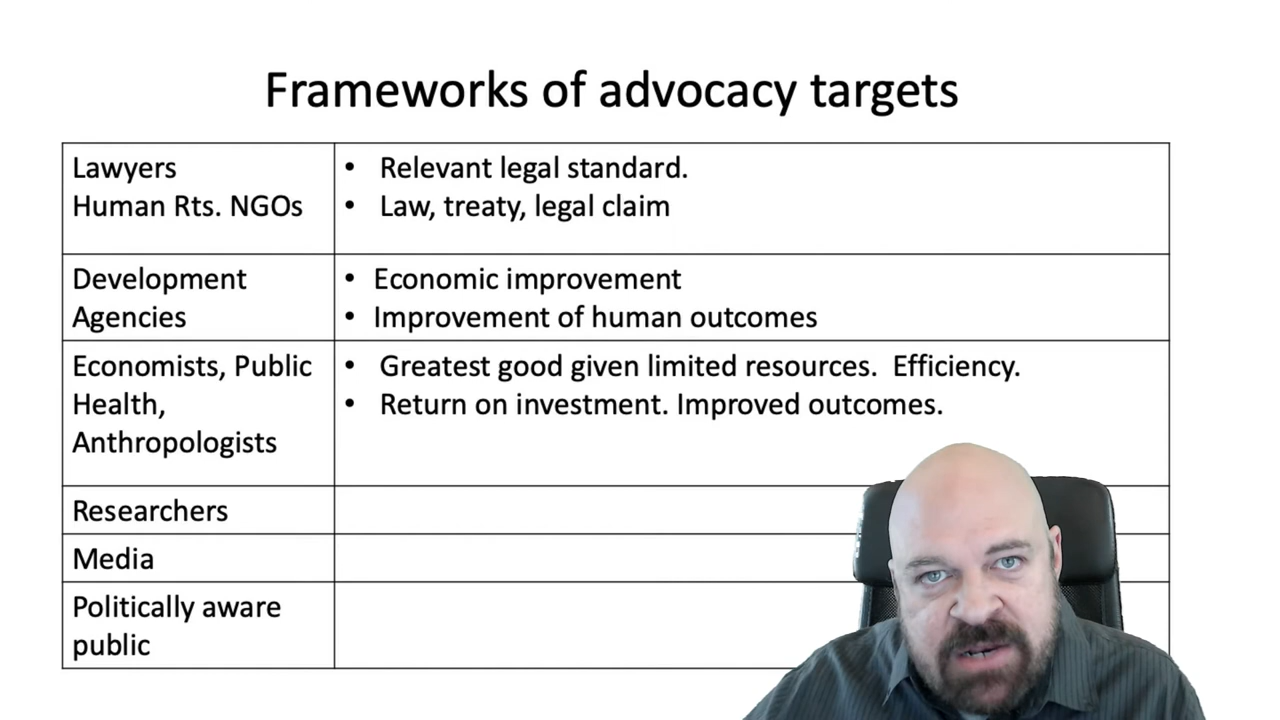 Frameworks of advocacy targets
Lawyers
Human Rts. NGOs
• Relevant legal standard.
• Law, treaty, legal claim
Development
Agencies
• Economic improvement
• Improvement of human outcomes
Economists, Public
Health,
Anthropologists
• Greatest good given limited resources.  Efficiency.
• Return on investment. Improved outcomes.
Researchers
Media
Politically aware
public